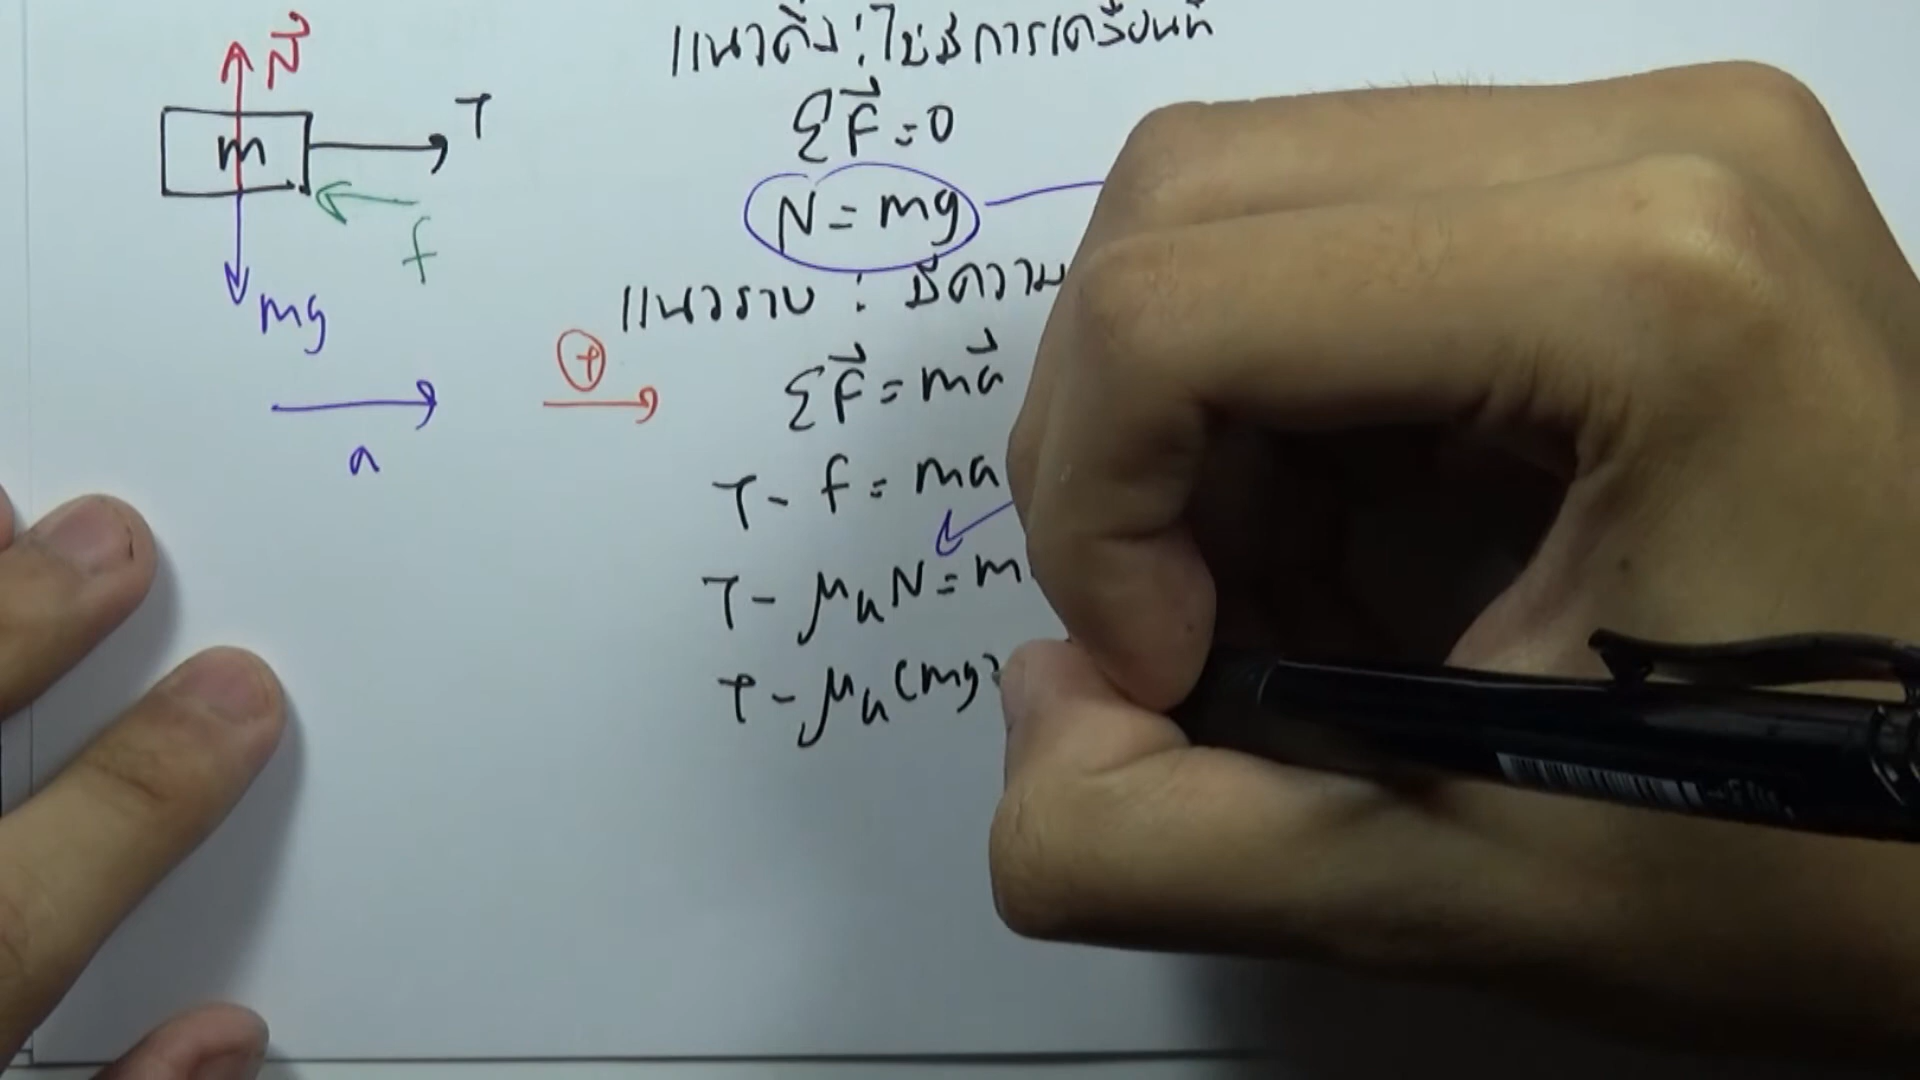 N
m
T
f
mg
a
+
แนวดิ่ง : ไม่มีการเคลื่อนที่
ΣF = 0
N = mg
แนวราบ : มีความ
ΣF = ma
T - f = ma
T - μₖN = m
T - μₖ(mg)